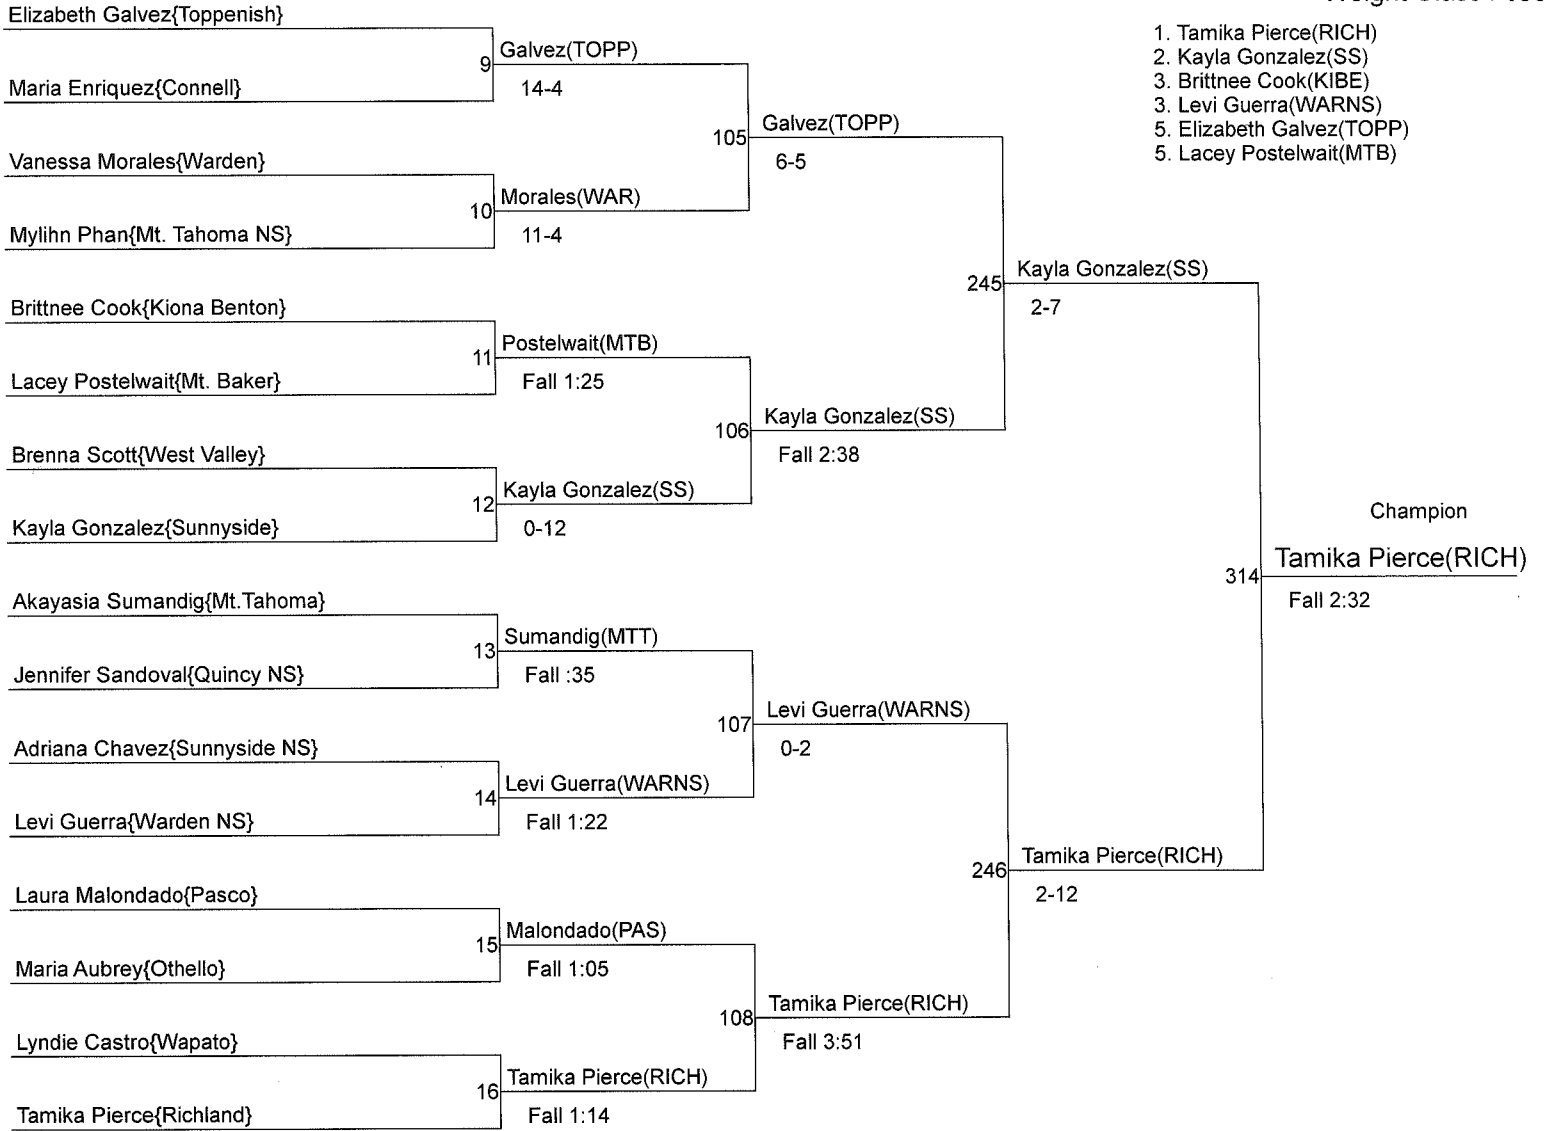 Elizabeth Galvez{Toppenish}
9
Galvez(TOPP)
Maria Enriquez{Connell}
14-4
105
Galvez(TOPP)
6-5
Vanessa Morales{Warden}
10
Morales(WAR)
Mylihn Phan{Mt. Tahoma NS}
11-4
245
Kayla Gonzalez(SS)
2-7
Brittnee Cook{Kiona Benton}
11
Postelwait(MTB)
Lacey Postelwait{Mt. Baker}
Fall 1:25
106
Kayla Gonzalez(SS)
Fall 2:38
Brenna Scott{West Valley}
12
Kayla Gonzalez(SS)
Kayla Gonzalez{Sunnyside}
0-12
Champion
314
Tamika Pierce(RICH)
Fall 2:32
Akayasia Sumandig{Mt.Tahoma}
13
Sumandig(MTT)
Jennifer Sandoval{Quincy NS}
Fall :35
107
Levi Guerra(WARNS)
0-2
Adriana Chavez{Sunnyside NS}
14
Levi Guerra(WARNS)
Levi Guerra{Warden NS}
Fall 1:22
246
Tamika Pierce(RICH)
2-12
Laura Malondado{Pasco}
15
Malondado(PAS)
Maria Aubrey{Othello}
Fall 1:05
108
Tamika Pierce(RICH)
Fall 3:51
Lyndie Castro{Wapato}
16
Tamika Pierce(RICH)
Tamika Pierce{Richland}
Fall 1:14
1. Tamika Pierce(RICH)
2. Kayla Gonzalez(SS)
3. Brittnee Cook(KIBE)
3. Levi Guerra(WARNS)
5. Elizabeth Galvez(TOPP)
5. Lacey Postelwait(MTB)